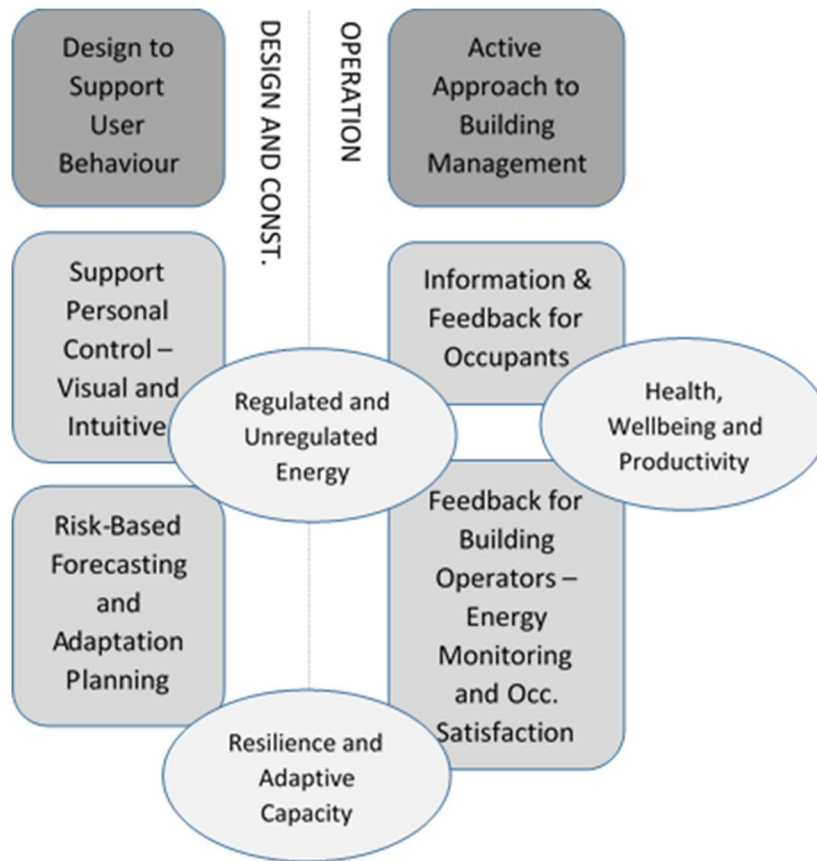 Design to
Support
User
Behaviour
DESIGN AND CONST.
OPERATION
Active
Approach to
Building
Management
Support
Personal
Control –
Visual and
Intuitive
Information &
Feedback for
Occupants
Regulated and
Unregulated
Energy
Health,
Wellbeing and
Productivity
Risk-Based
Forecasting
and
Adaptation
Planning
Feedback for
Building
Operators –
Energy
Monitoring
and Occ.
Satisfaction
Resilience and
Adaptive
Capacity